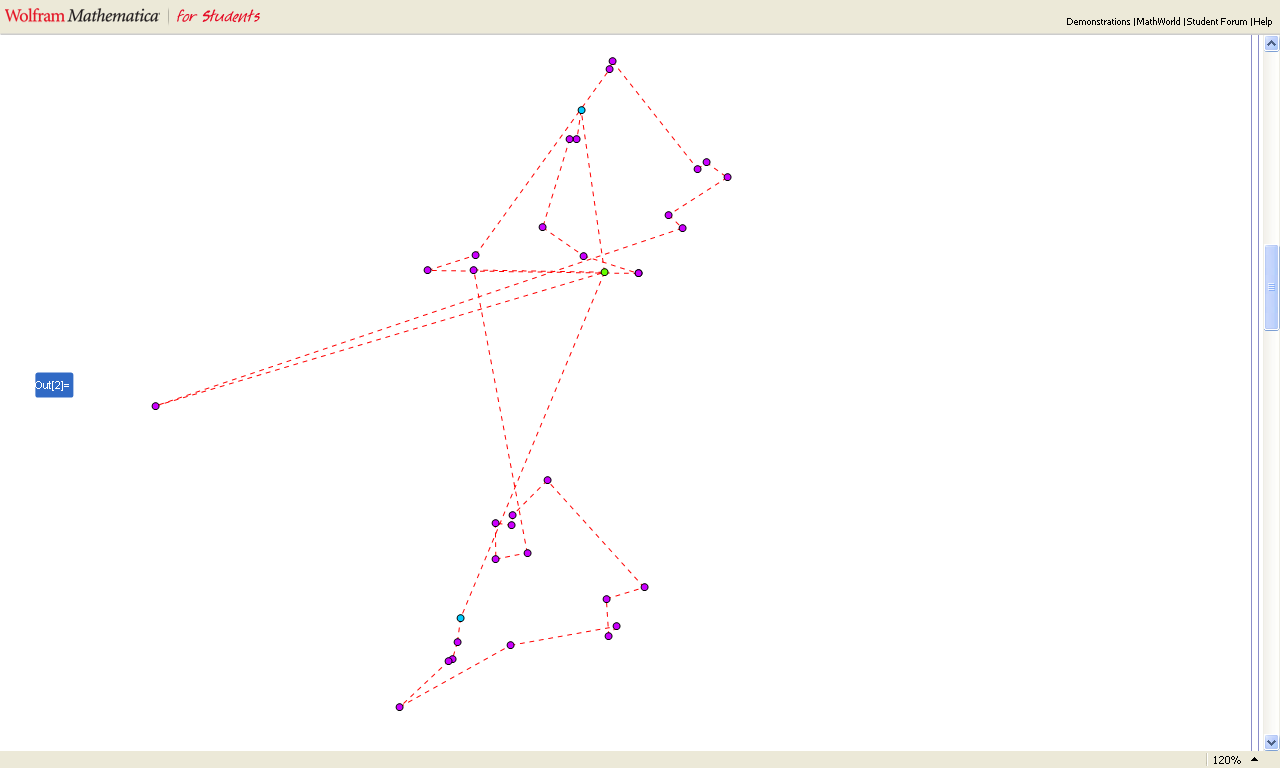 Wolfram Mathematica | for Students
Demonstrations |MathWorld |Student Forum |Help
Out[2]=
120%